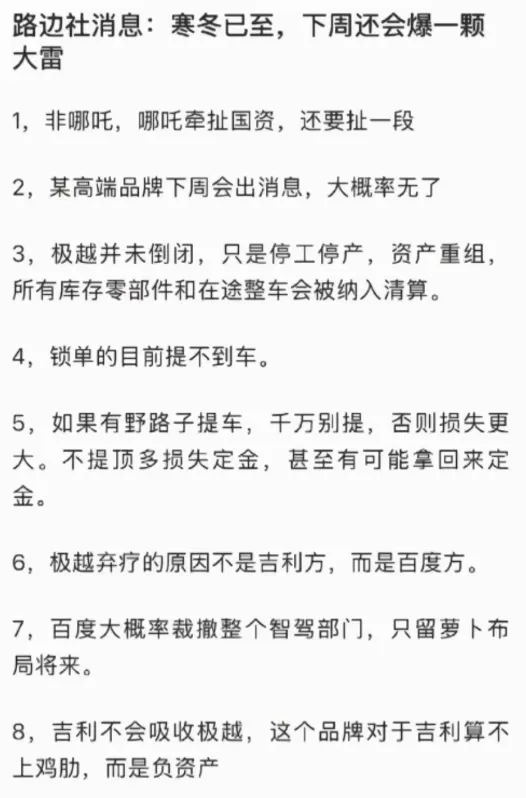 路边社消息：寒冬已至，下周还会爆一颗
大雷
1，非哪吒，哪吒牵扯国资，还要扯一段
2，某高端品牌下周会出消息，大概率无了
3，极越并未倒闭，只是停工停产，资产重组，
所有库存零部件和在途整车会被纳入清算。
4，锁单的目前提不到车。
5，如果有野路子提车，千万别提，否则损失更
大。不提顶多损失定金，甚至有可能拿回来定
金。
6，极越弃疗的原因不是吉利方，而是百度方。
7，百度大概率裁撤整个智驾部门，只留萝卜布
局将来。
8，吉利不会吸收极越，这个品牌对于吉利算不
上鸡肋，而是负资产